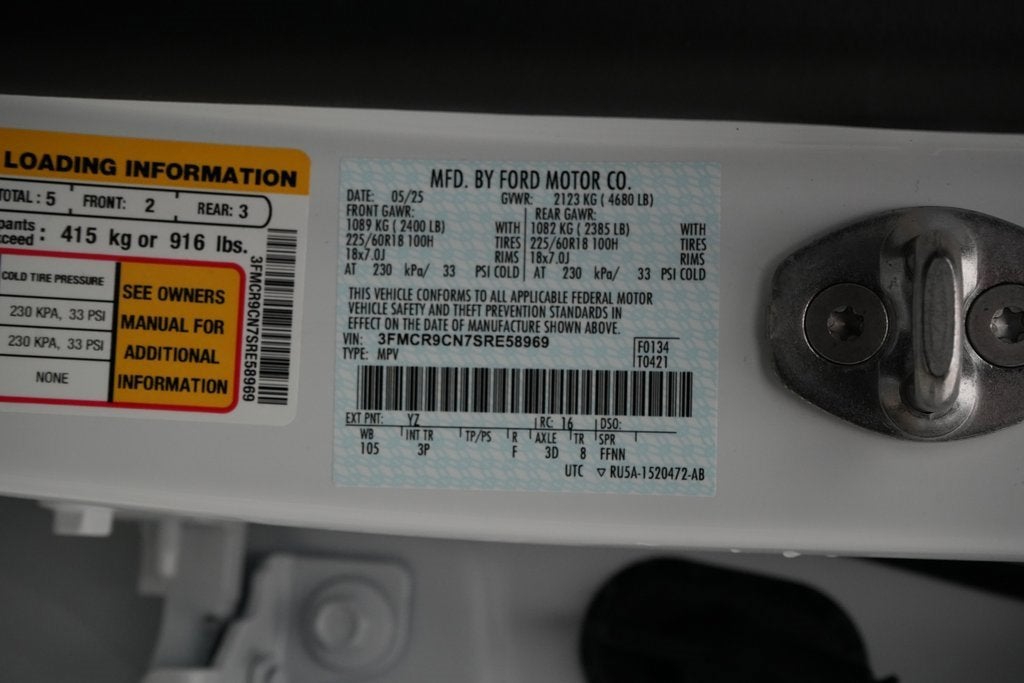 LOADING INFORMATION
TOTAL : 5 FRONT: 2 REAR: 3
415 kg or 916 lbs.
COLD TIRE PRESSURE
230 KPA, 33 PSI
230 KPA, 33 PSI
NONE
SEE OWNERS
MANUAL FOR
ADDITIONAL
INFORMATION
3FMCR9CN7SRE58969
MFD. BY FORD MOTOR CO.
DATE: 05/25 GVWR: 2123 KG ( 4680 LB)
FRONT GAWR: REAR GAWR:
1089 KG ( 2400 LB) WITH 1082 KG ( 2385 LB) WITH
225/60R18 100H TIRES 225/60R18 100H TIRES
18x7.0J RIMS 18x7.0J RIMS
AT 230 kPa/ 33 PSI COLD AT 230 kPa/ 33 PSI COLD
THIS VEHICLE CONFORMS TO ALL APPLICABLE FEDERAL MOTOR
VEHICLE SAFETY AND THEFT PREVENTION STANDARDS IN
EFFECT ON THE DATE OF MANUFACTURE SHOWN ABOVE.
VIN: 3FMCR9CN7SRE58969 F0134
TYPE: MPV T0421
EXT PNT: YZ RC: 16 DSO:
WB INT TR TP/PS R AXLE TR SPR
105 3P F 3D 8 FFNN
UTC ▽ RU5A-1520472-AB